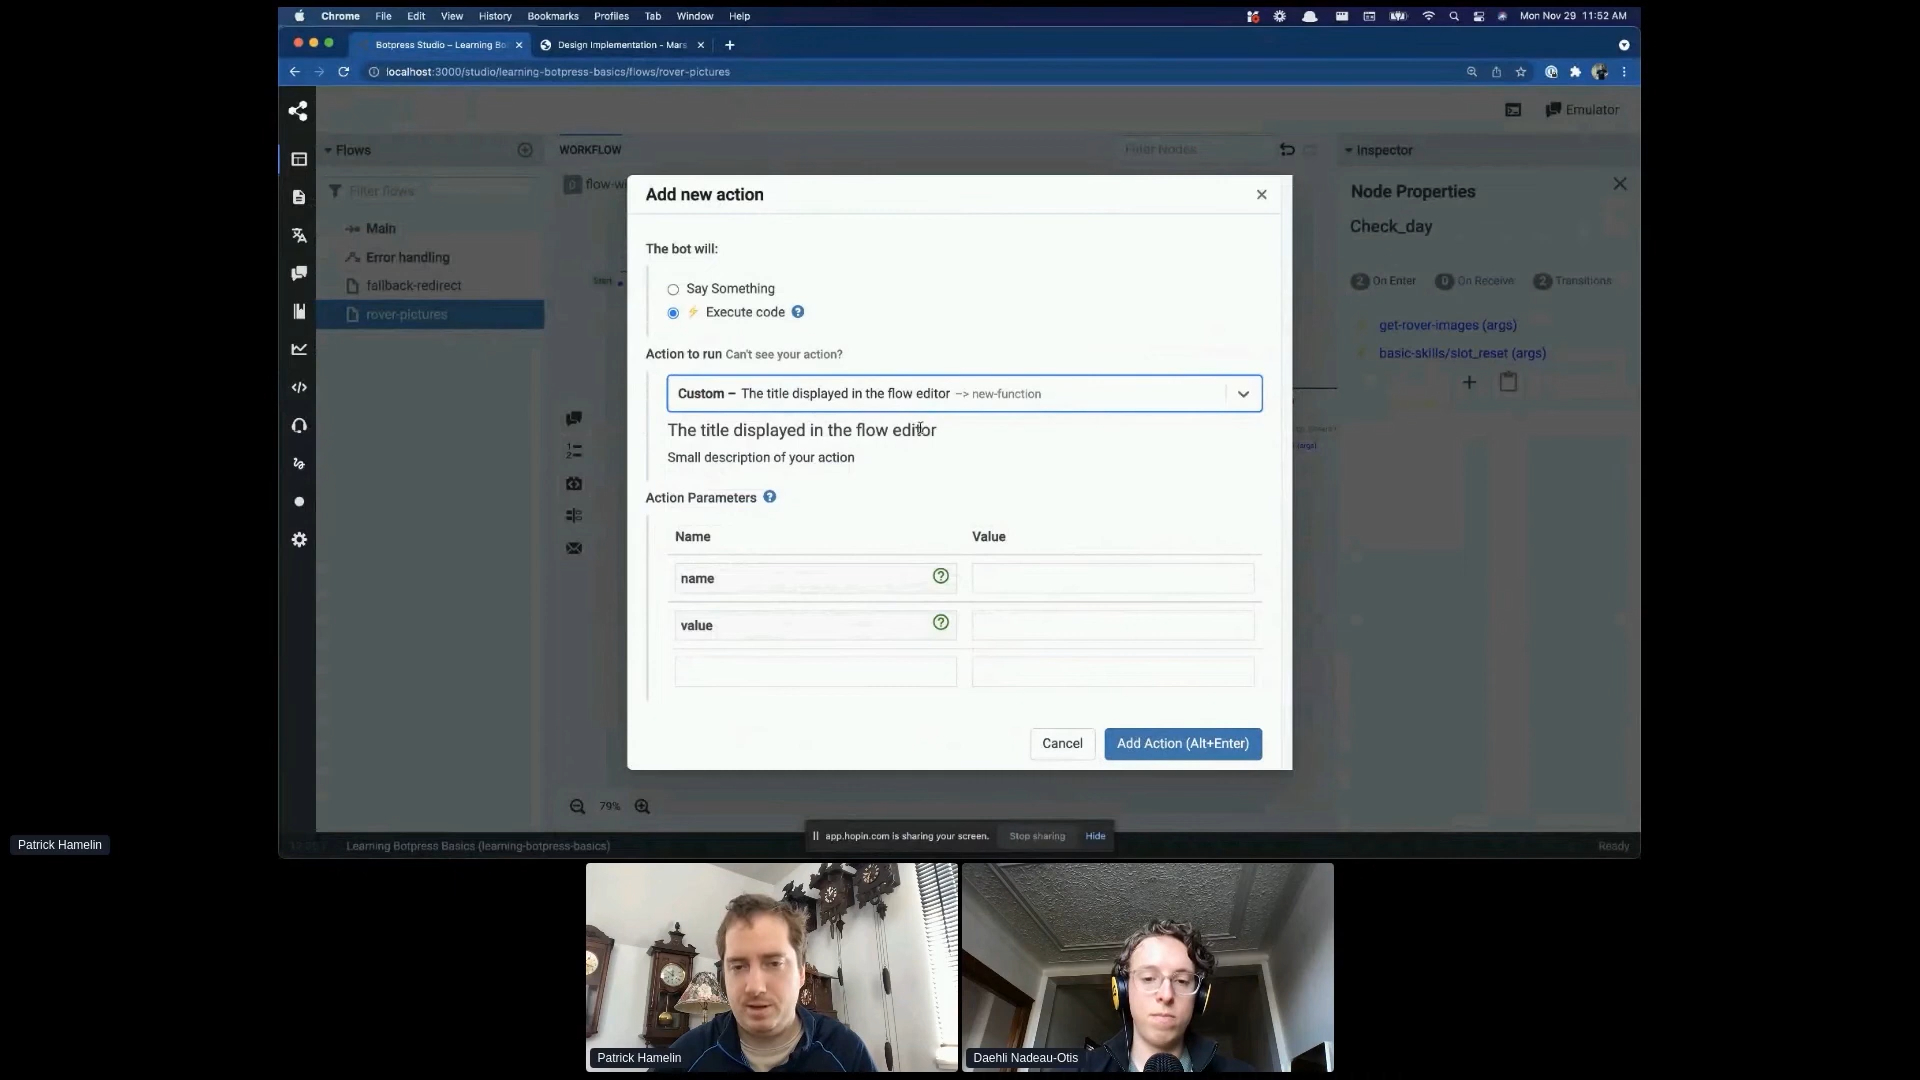 Chrome File Edit View History Bookmarks Profiles Tab Window Help
Mon Nov 29 11:52 AM
Botpress Studio – Learning Bo
Design Implementation - Mars
localhost:3000/studio/learning-botpress-basics/flows/rover-pictures
Emulator
Flows
WORKFLOW
Filter Nodes
Inspector
Filter flows
flow-w
Node Properties
Main
Check_day
Error handling
fallback-redirect
rover-pictures
Start
2 On Enter
0 On Receive
2 Transitions
get-rover-images (args)
basic-skills/slot_reset (args)
(args)
Add new action
The bot will:
Say Something
Execute code
Action to run Can't see your action?
Custom – The title displayed in the flow editor –> new-function
The title displayed in the flow editor
Small description of your action
Action Parameters
Name Value
name
value
Cancel
Add Action (Alt+Enter)
79%
app.hopin.com is sharing your screen.
Stop sharing
Hide
Learning Botpress Basics (learning-botpress-basics)
Ready
Patrick Hamelin
Patrick Hamelin
Daehli Nadeau-Otis